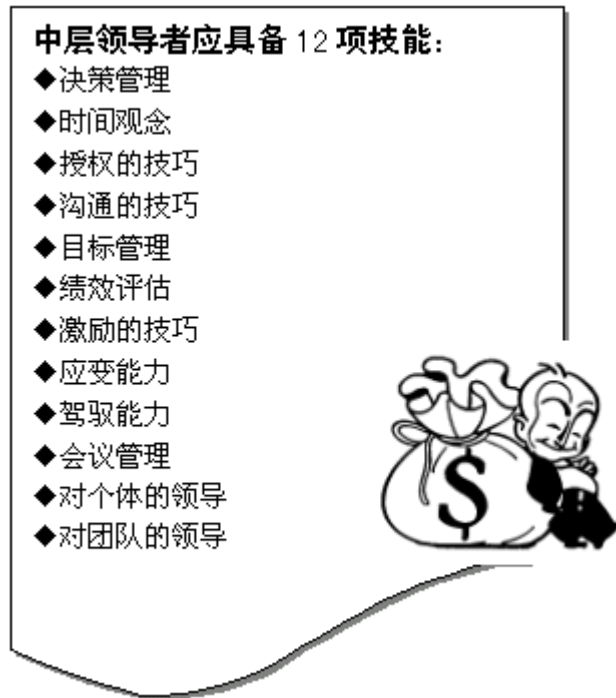 中层领导者应具备12项技能：
◆决策管理
◆时间观念
◆授权的技巧
◆沟通的技巧
◆目标管理
◆绩效评估
◆激励的技巧
◆应变能力
◆驾驭能力
◆会议管理
◆对个体的领导
◆对团队的领导
$